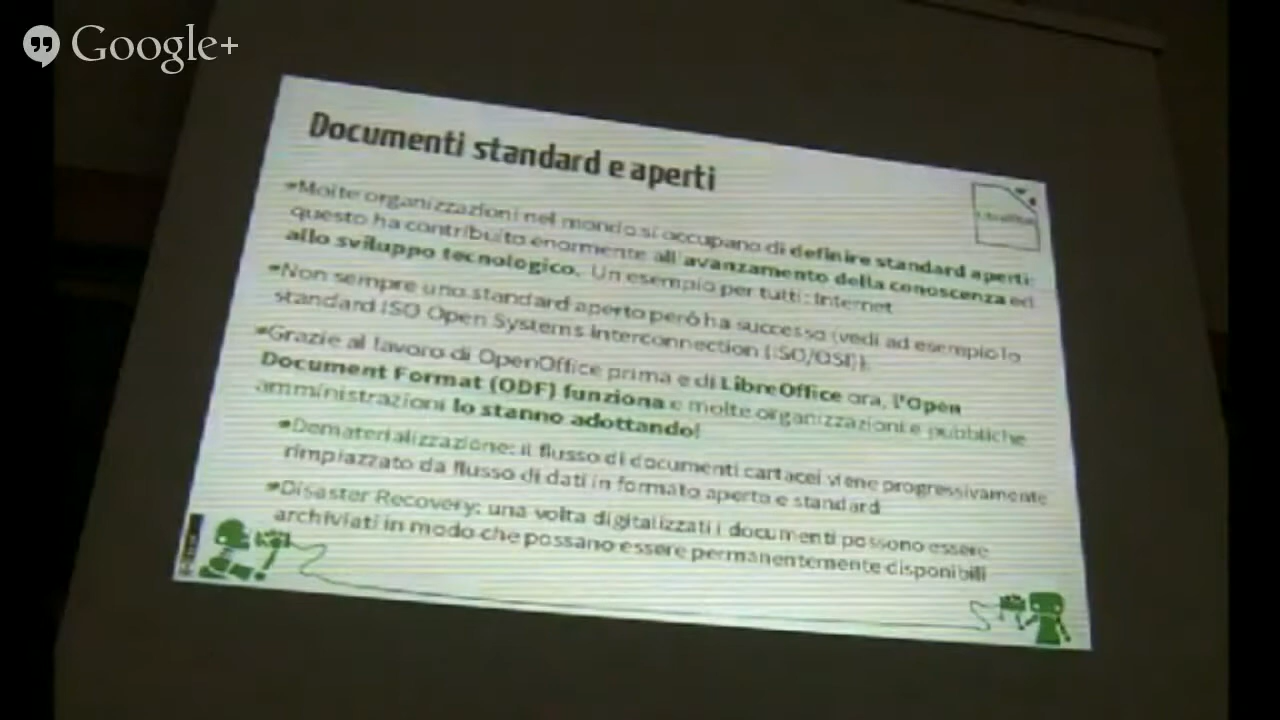 Google+
Documenti standard e aperti
Molte organizzazioni nel mondo si occupano di definire standard aperti:
questo ha contribuito enormemente all'avanzamento della conoscenza ed
allo sviluppo tecnologico. Un esempio per tutti: Internet
Non sempre uno standard aperto però ha successo (vedi ad esempio lo
standard ISO Open Systems Interconnection (ISO/OSI)).
Grazie al lavoro di OpenOffice prima e di LibreOffice ora, l'Open
Document Format (ODF) funziona e molte organizzazioni e pubbliche
amministrazioni lo stanno adottando!
Dematerializzazione: il flusso di documenti cartacei viene progressivamente
rimpiazzato da flusso di dati in formato aperto e standard
Disaster Recovery: una volta digitalizzati i documenti possono essere
archiviati in modo che possano essere permanentemente disponibili